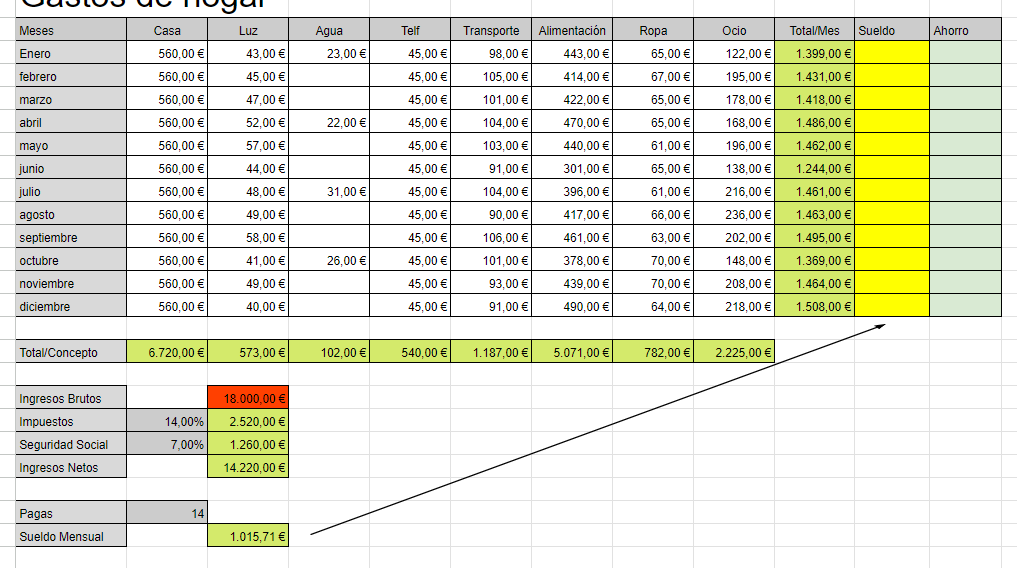 Gastos de hogar
Meses Casa Luz Agua Telf Transporte Alimentación Ropa Ocio Total/Mes Sueldo Ahorro
Enero 560,00 € 43,00 € 23,00 € 45,00 € 98,00 € 443,00 € 65,00 € 122,00 € 1.399,00 €
febrero 560,00 € 45,00 € 45,00 € 105,00 € 414,00 € 67,00 € 195,00 € 1.431,00 €
marzo 560,00 € 47,00 € 45,00 € 101,00 € 422,00 € 65,00 € 178,00 € 1.418,00 €
abril 560,00 € 52,00 € 22,00 € 45,00 € 104,00 € 470,00 € 65,00 € 168,00 € 1.486,00 €
mayo 560,00 € 57,00 € 45,00 € 103,00 € 440,00 € 61,00 € 196,00 € 1.462,00 €
junio 560,00 € 44,00 € 45,00 € 91,00 € 301,00 € 65,00 € 138,00 € 1.244,00 €
julio 560,00 € 48,00 € 31,00 € 45,00 € 104,00 € 396,00 € 61,00 € 216,00 € 1.461,00 €
agosto 560,00 € 49,00 € 45,00 € 90,00 € 417,00 € 66,00 € 236,00 € 1.463,00 €
septiembre 560,00 € 58,00 € 45,00 € 106,00 € 461,00 € 63,00 € 202,00 € 1.495,00 €
octubre 560,00 € 41,00 € 26,00 € 45,00 € 101,00 € 378,00 € 70,00 € 148,00 € 1.369,00 €
noviembre 560,00 € 49,00 € 45,00 € 93,00 € 439,00 € 70,00 € 208,00 € 1.464,00 €
diciembre 560,00 € 40,00 € 45,00 € 91,00 € 490,00 € 64,00 € 218,00 € 1.508,00 €
Total/Concepto 6.720,00 € 573,00 € 102,00 € 540,00 € 1.187,00 € 5.071,00 € 782,00 € 2.225,00 €
Ingresos Brutos 18.000,00 €
Impuestos 14,00% 2.520,00 €
Seguridad Social 7,00% 1.260,00 €
Ingresos Netos 14.220,00 €
Pagas 14
Sueldo Mensual 1.015,71 €